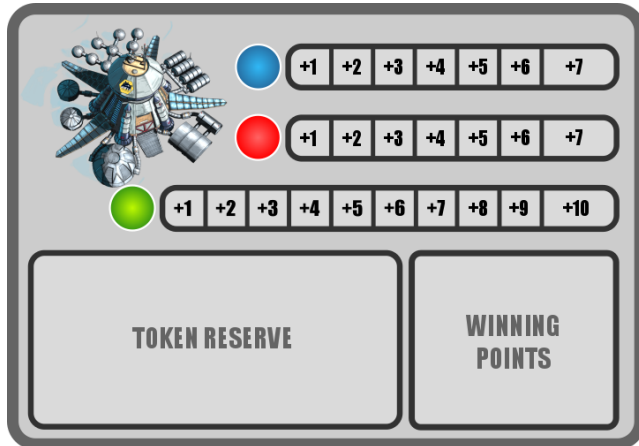 +1 +2 +3 +4 +5 +6 +7
+1 +2 +3 +4 +5 +6 +7
+1 +2 +3 +4 +5 +6 +7 +8 +9 +10
TOKEN RESERVE
WINNING
POINTS